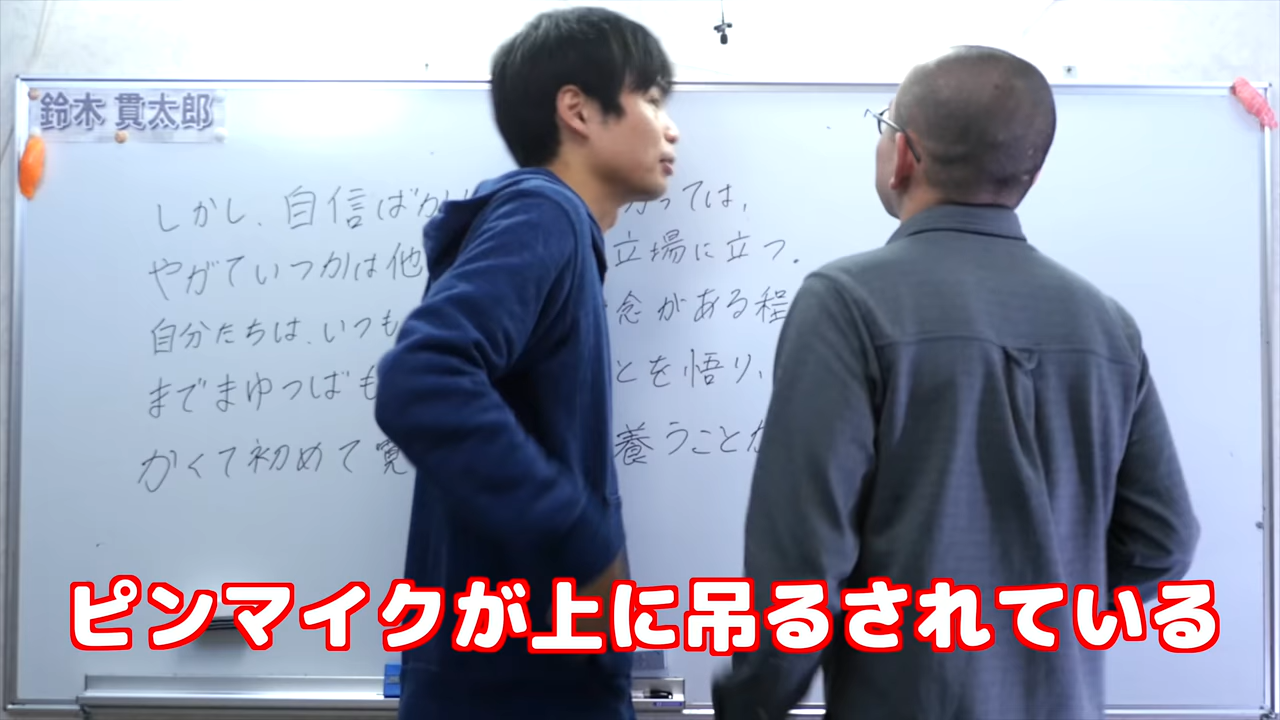 鈴木 貫太郎
しかし、自信ばか っては、
やがていつかは他 立場に立つ。
自分たちは、いつも 念がある程
までまゆつばも とを悟り、
かくて初めて寛 養うことが
ピンマイクが上に吊るされている